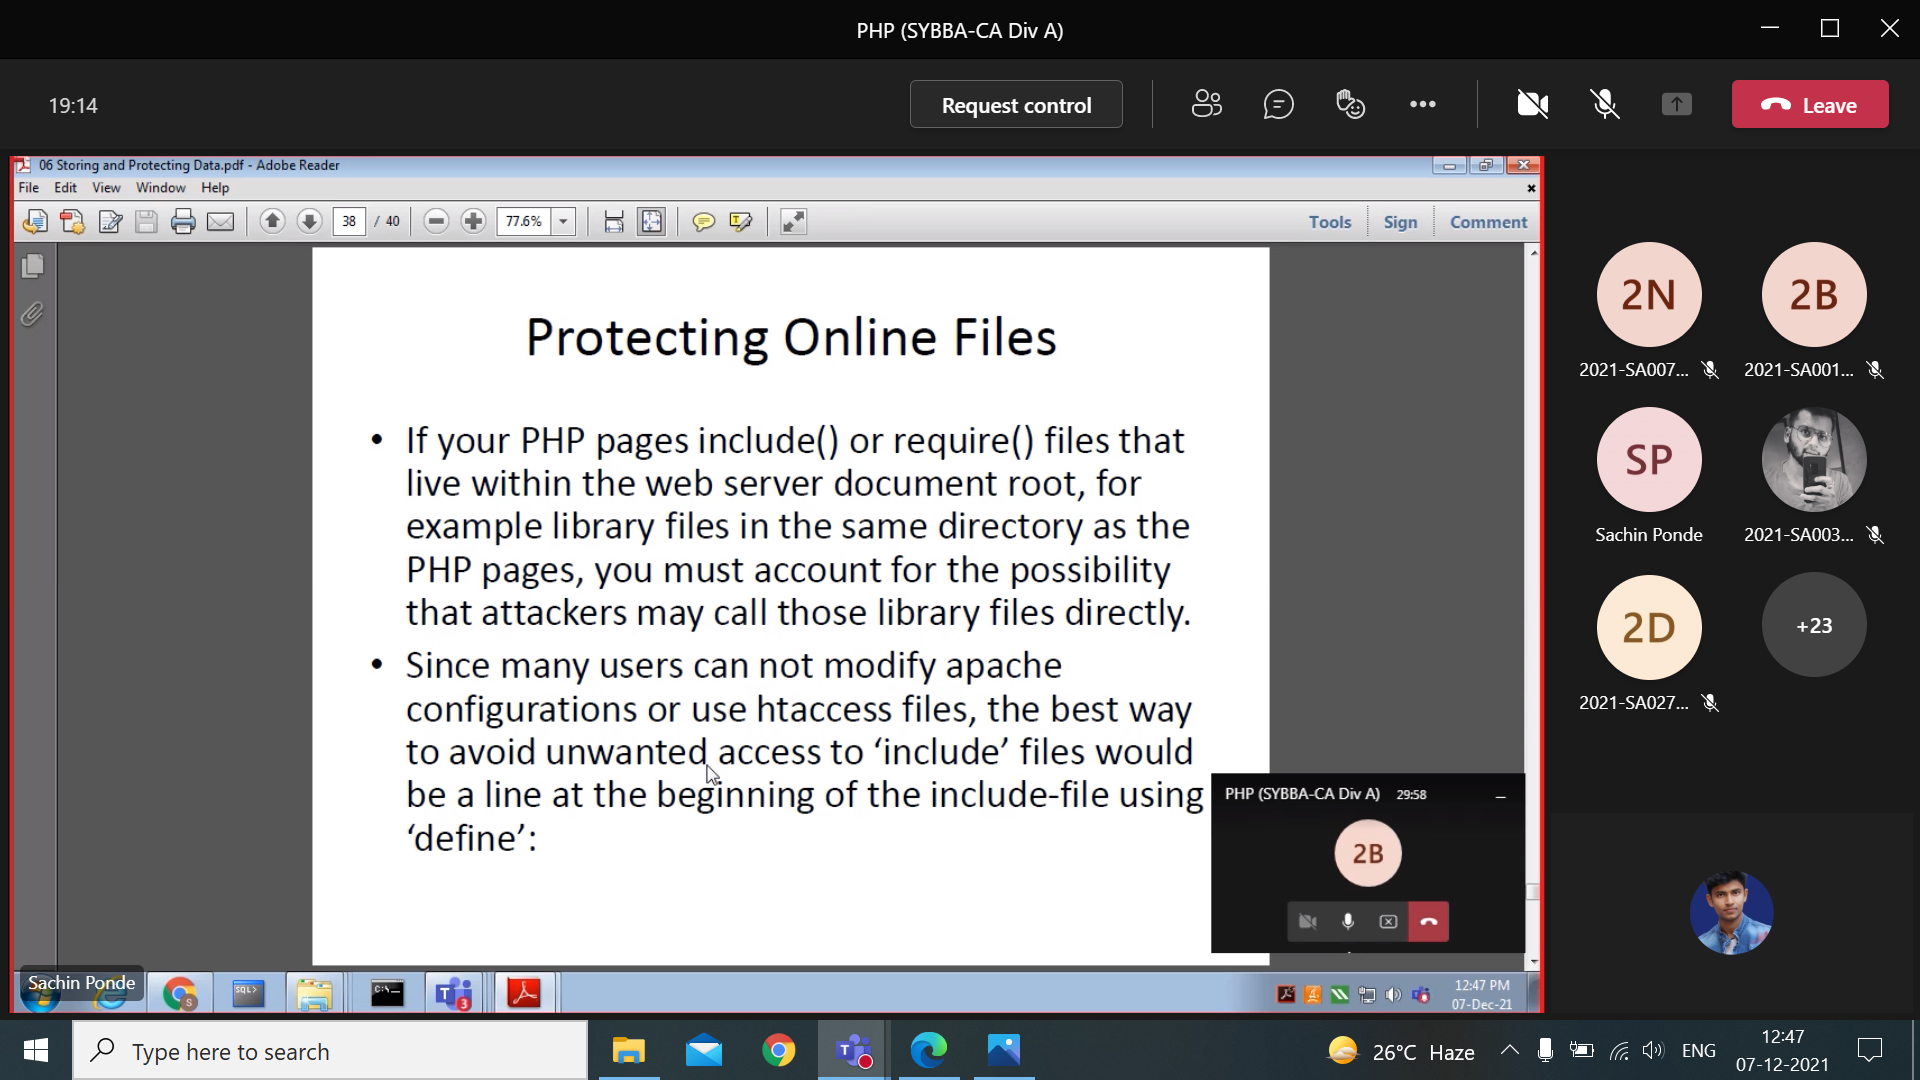 PHP (SYBBA-CA Div A)
19:14
Request control
Leave
06 Storing and Protecting Data.pdf - Adobe Reader
File Edit View Window Help
38 / 40
77.6%
Tools Sign Comment
Protecting Online Files
• If your PHP pages include() or require() files that
live within the web server document root, for
example library files in the same directory as the
PHP pages, you must account for the possibility
that attackers may call those library files directly.
• Since many users can not modify apache
configurations or use htaccess files, the best way
to avoid unwanted access to ‘include’ files would
be a line at the beginning of the include-file using
‘define’:
PHP (SYBBA-CA Div A) 29:58
2B
2N
2021-SA007...
2B
2021-SA001...
SP
Sachin Ponde
2021-SA003...
2D
2021-SA027...
+23
Sachin Ponde
S
SQL>
C:\-
T
3
12:47 PM
07-Dec-21
Type here to search
T
26°C Haze
ENG
12:47
07-12-2021